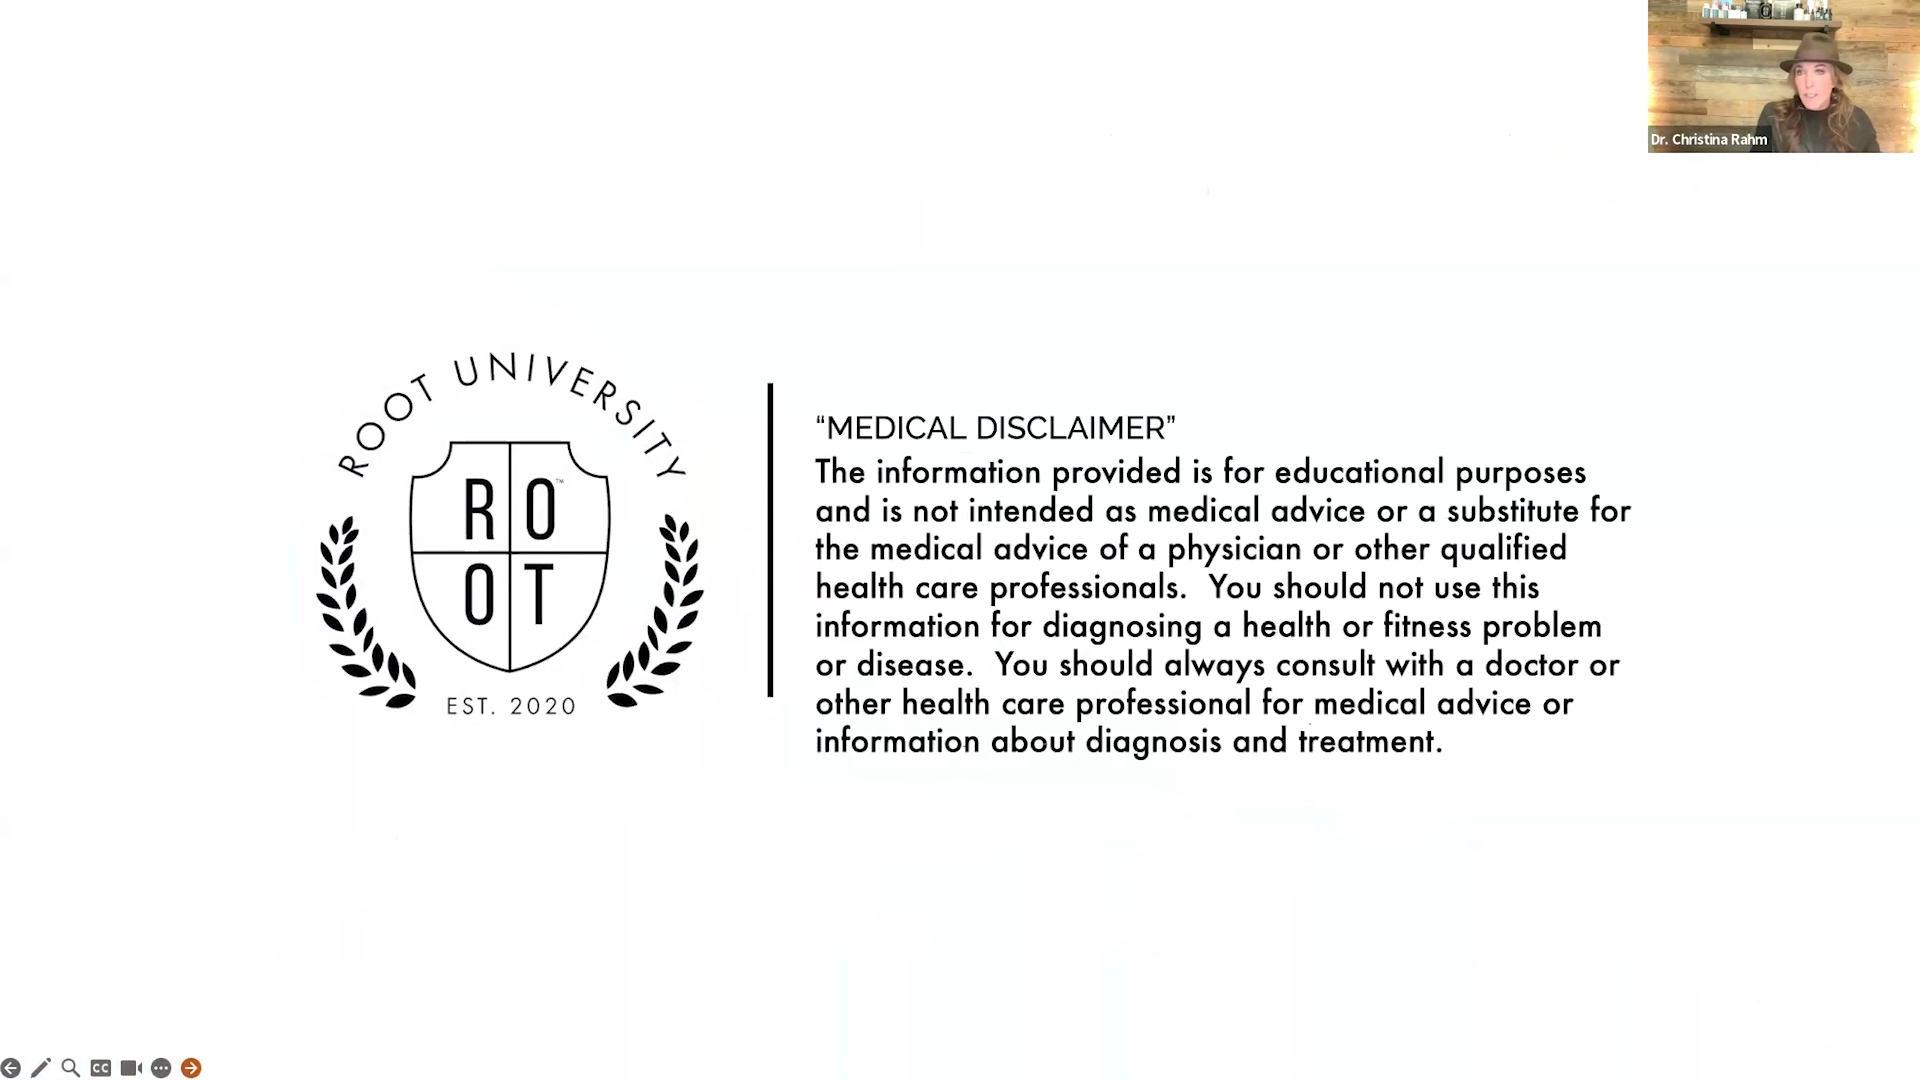 Dr. Christina Rahm
ROOT UNIVERSITY
R O™
O T
EST. 2020
“MEDICAL DISCLAIMER”
The information provided is for educational purposes
and is not intended as medical advice or a substitute for
the medical advice of a physician or other qualified
health care professionals.  You should not use this
information for diagnosing a health or fitness problem
or disease.  You should always consult with a doctor or
other health care professional for medical advice or
information about diagnosis and treatment.
CC